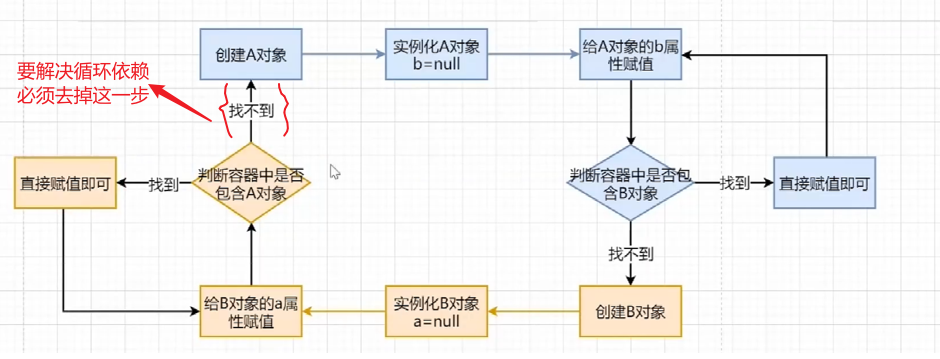 创建A对象
实例化A对象
b=null
给A对象的b属
性赋值
要解决循环依赖
必须去掉这一步
找不到
直接赋值即可
找到
判断容器中是否
包含A对象
判断容器中是否包
含B对象
找到
直接赋值即可
找不到
给B对象的a属
性赋值
实例化B对象
a=null
创建B对象